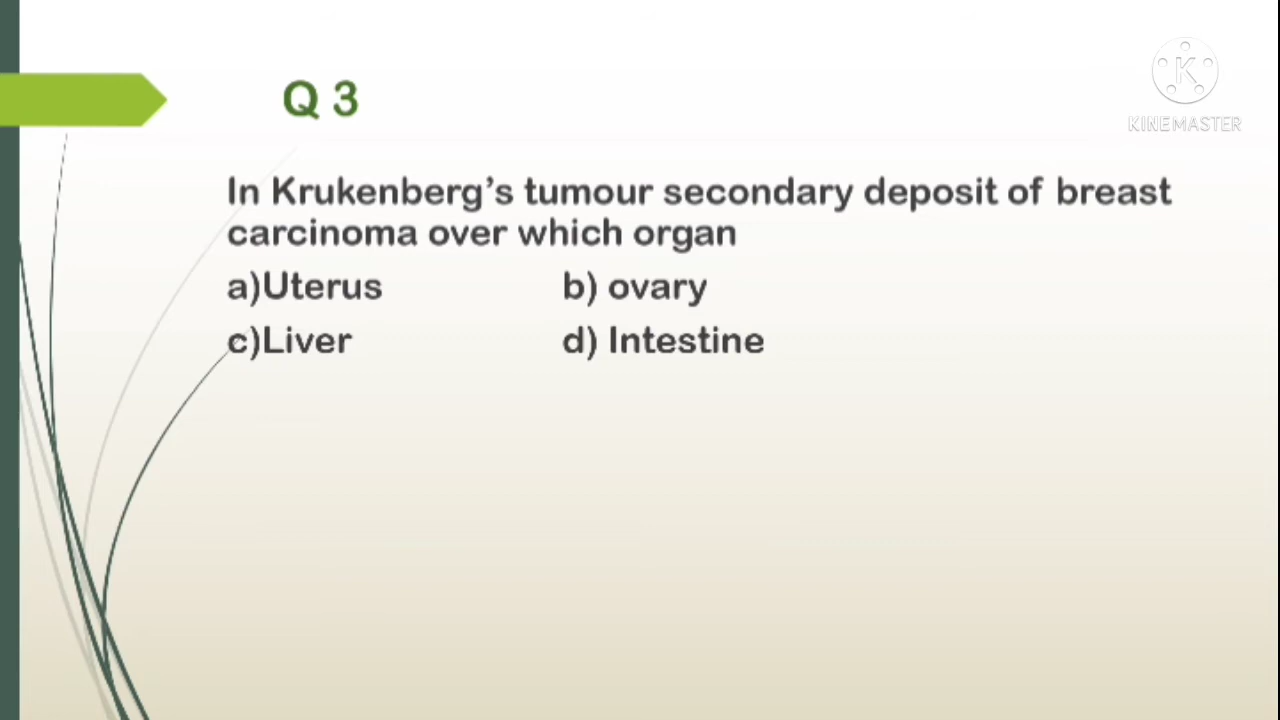 Q 3
KINEMASTER
In Krukenberg’s tumour secondary deposit of breast
carcinoma over which organ
a)Uterus b) ovary
c)Liver d) Intestine